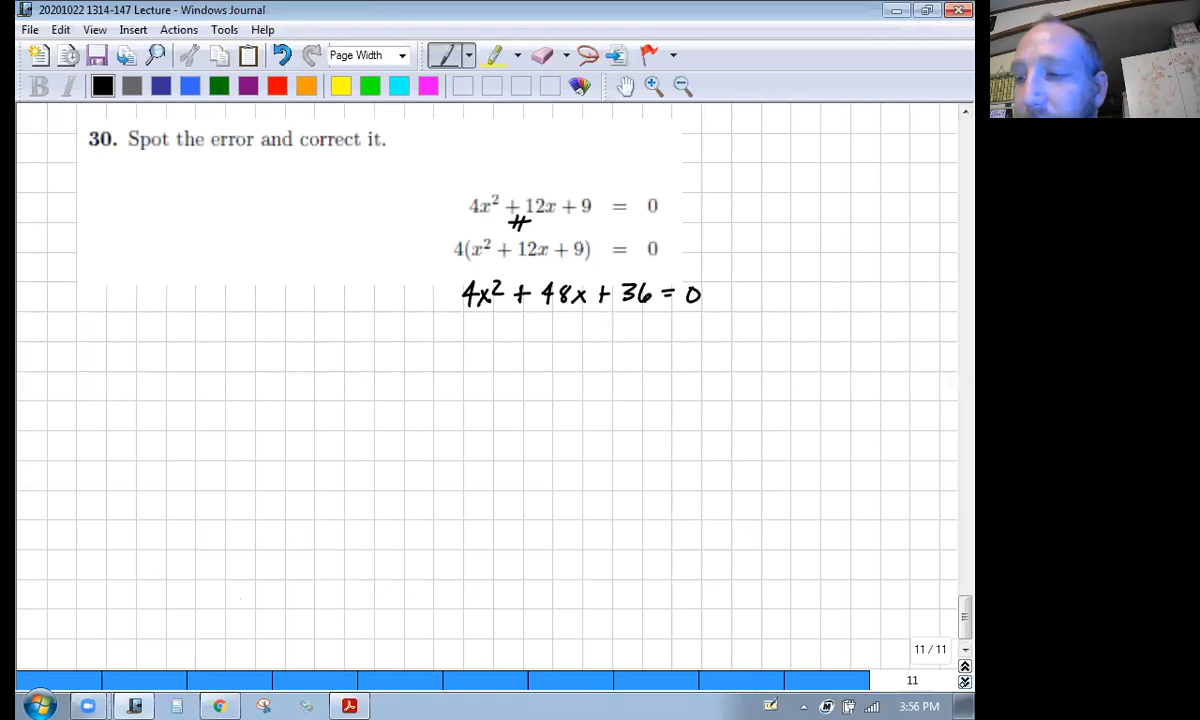 20201022 1314-147 Lecture - Windows Journal
File Edit View Insert Actions Tools Help
Page Width
B I
30. Spot the error and correct it.
4x² + 12x + 9 = 0
4(x² + 12x + 9) = 0
4x² + 48x + 36 = 0
11 / 11
11
3:56 PM